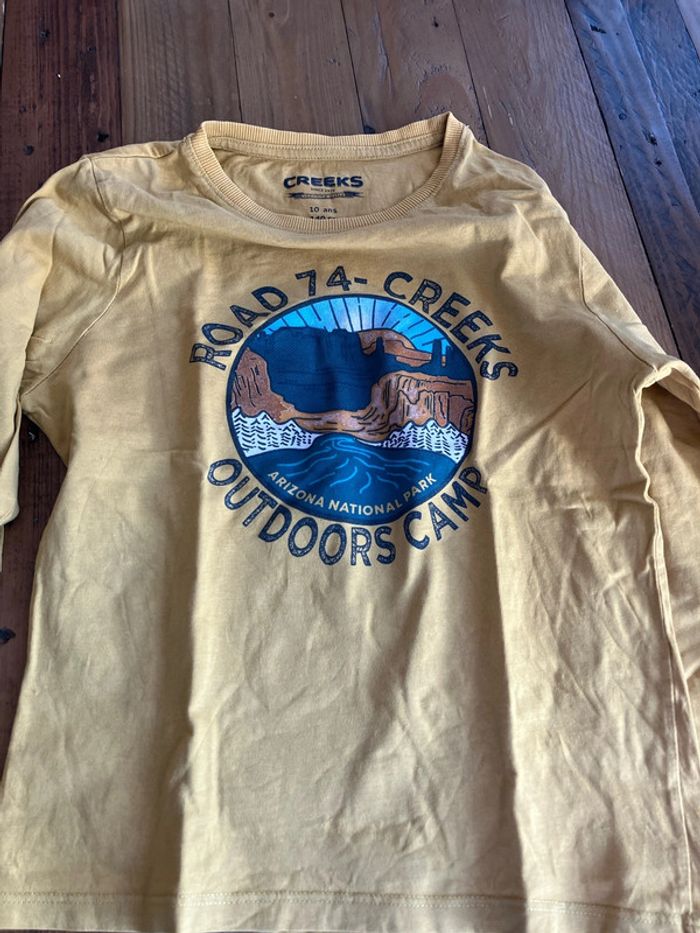 CREEKS
10 ans
ROAD 74- CREEKS
ARIZONA NATIONAL PARK
OUTDOORS CAMP